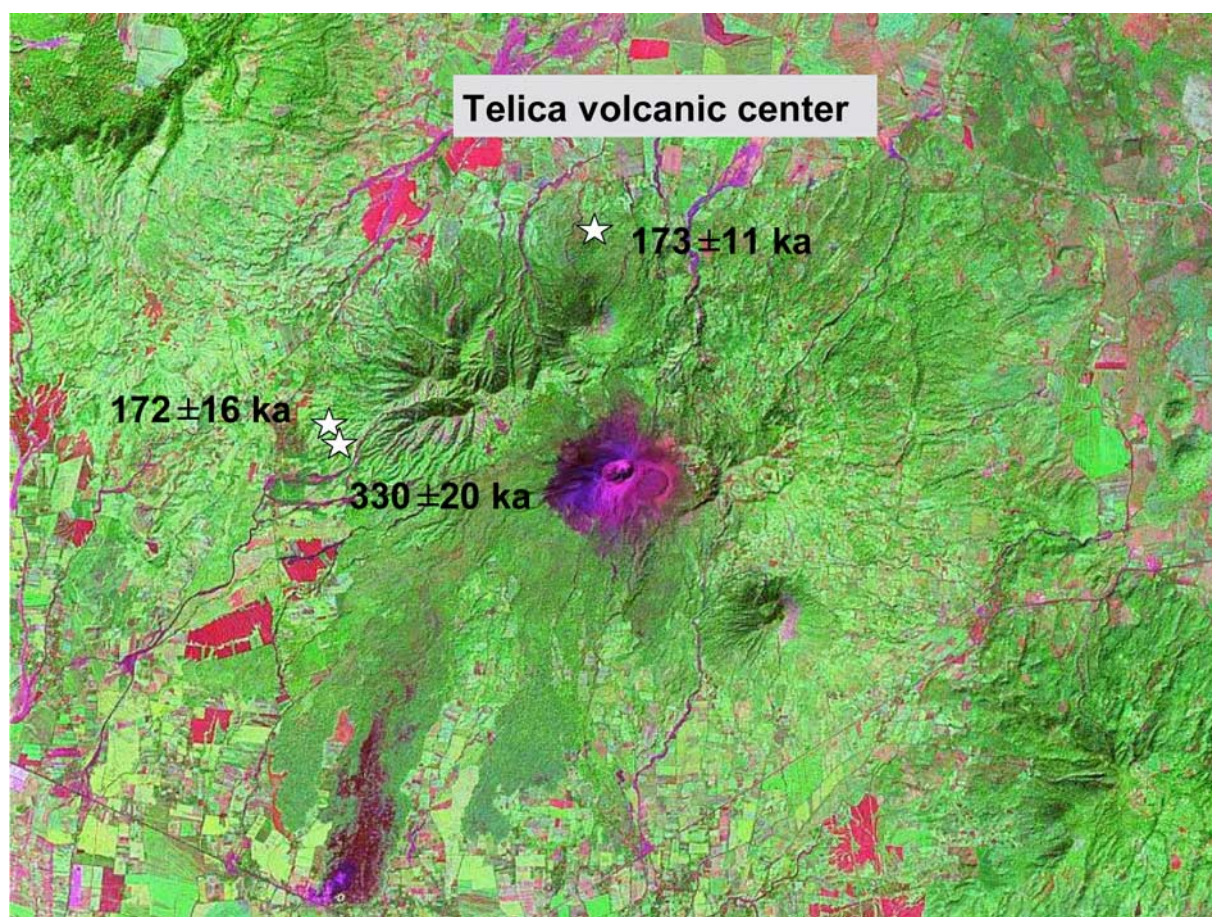 Telica volcanic center
173 ±11 ka
172 ±16 ka
330 ±20 ka